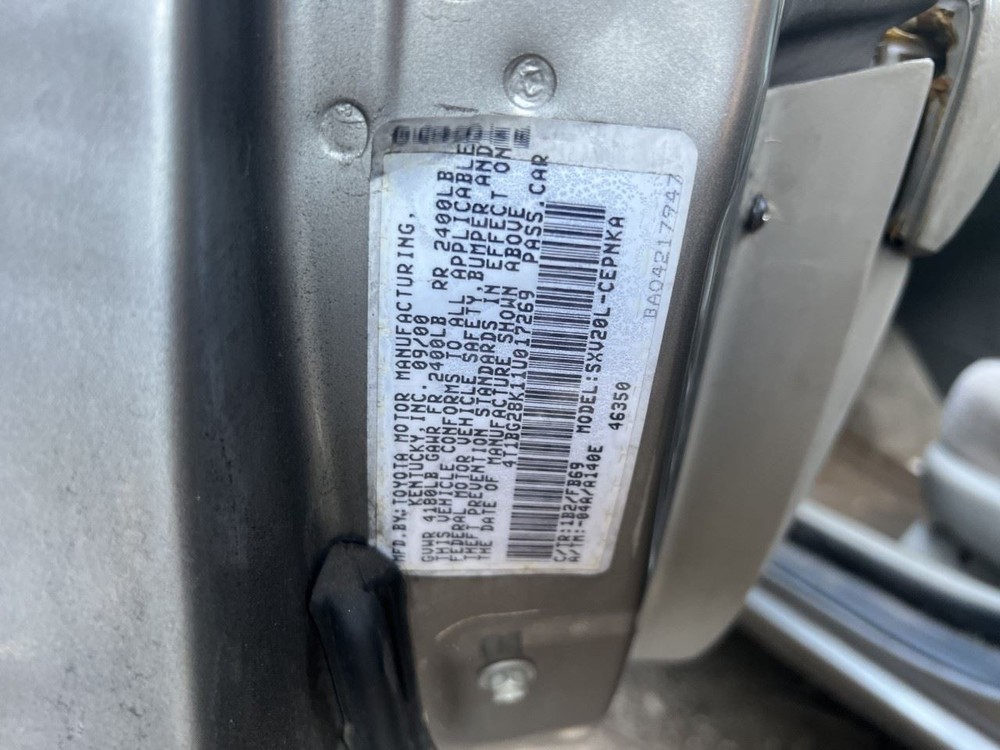 MFD.BY:TOYOTA MOTOR MANUFACTURING,
KENTUCKY, INC 09/00
GVWR 4180LB GAWR FR 2400LB RR 2400LB
THIS VEHICLE CONFORMS TO ALL APPLICABLE
FEDERAL MOTOR VEHICLE SAFETY,BUMPER AND
THEFT PREVENTION STANDARDS IN EFFECT ON
THE DATE OF MANUFACTURE SHOWN ABOVE
4T1BG28K11U017269 PASS.CAR
C/TR:1B2/FB69 MODEL:SXV20L-CEPNKA
A/TM:-04A/A140E 46350
BA04217947